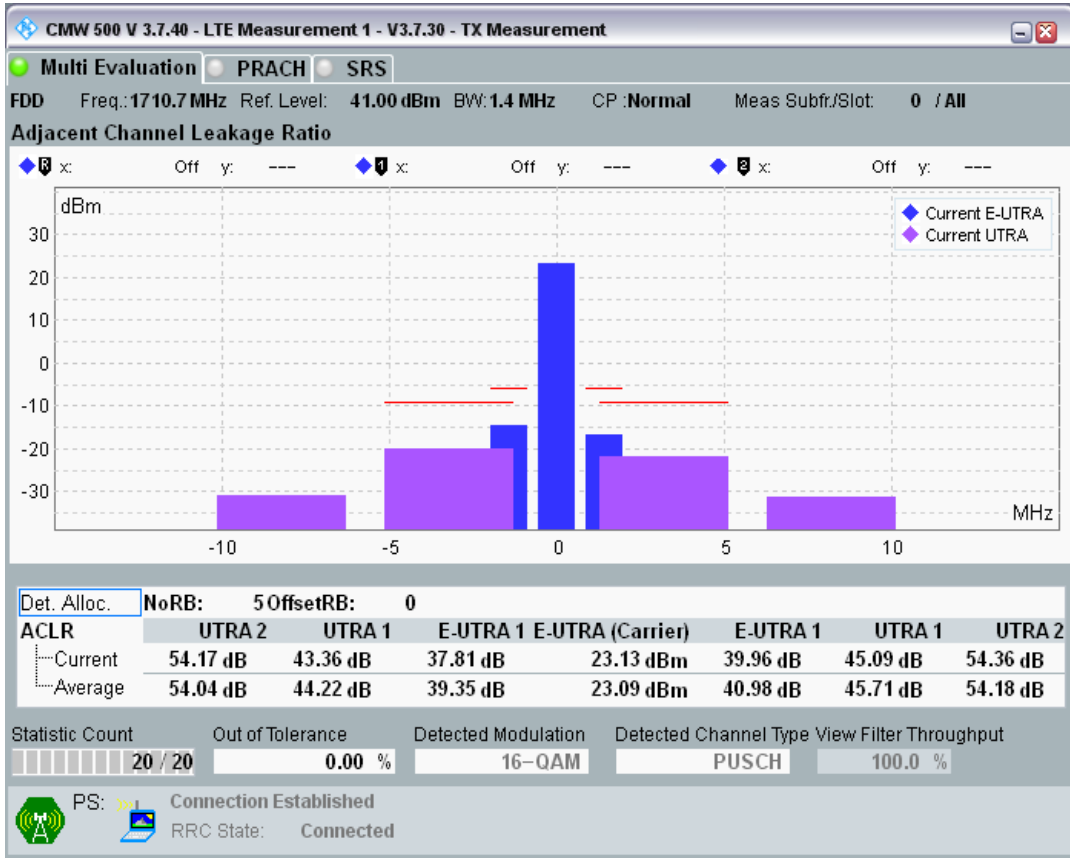 CMW 500 V 3.7.40 - LTE Measurement 1 - V3.7.30 - TX Measurement
Multi Evaluation PRACH SRS
FDD Freq.:1710.7 MHz Ref. Level: 41.00 dBm BW:1.4 MHz CP :Normal Meas Subfr./Slot: 0 / All
Adjacent Channel Leakage Ratio
R x: Off y: --- 1 x: Off y: --- 2 x: Off y: ---
dBm
Current E-UTRA
Current UTRA
30
20
10
0
-10
-20
-30
MHz
-10 -5 0 5 10
Det. Alloc. NoRB: 5 OffsetRB: 0
ACLR UTRA 2 UTRA 1 E-UTRA 1 E-UTRA (Carrier) E-UTRA 1 UTRA 1 UTRA 2
Current 54.17 dB 43.36 dB 37.81 dB 23.13 dBm 39.96 dB 45.09 dB 54.36 dB
Average 54.04 dB 44.22 dB 39.35 dB 23.09 dBm 40.98 dB 45.71 dB 54.18 dB
Statistic Count Out of Tolerance Detected Modulation Detected Channel Type View Filter Throughput
20 / 20 0.00 % 16-QAM PUSCH 100.0 %
PS: Connection Established
RRC State: Connected